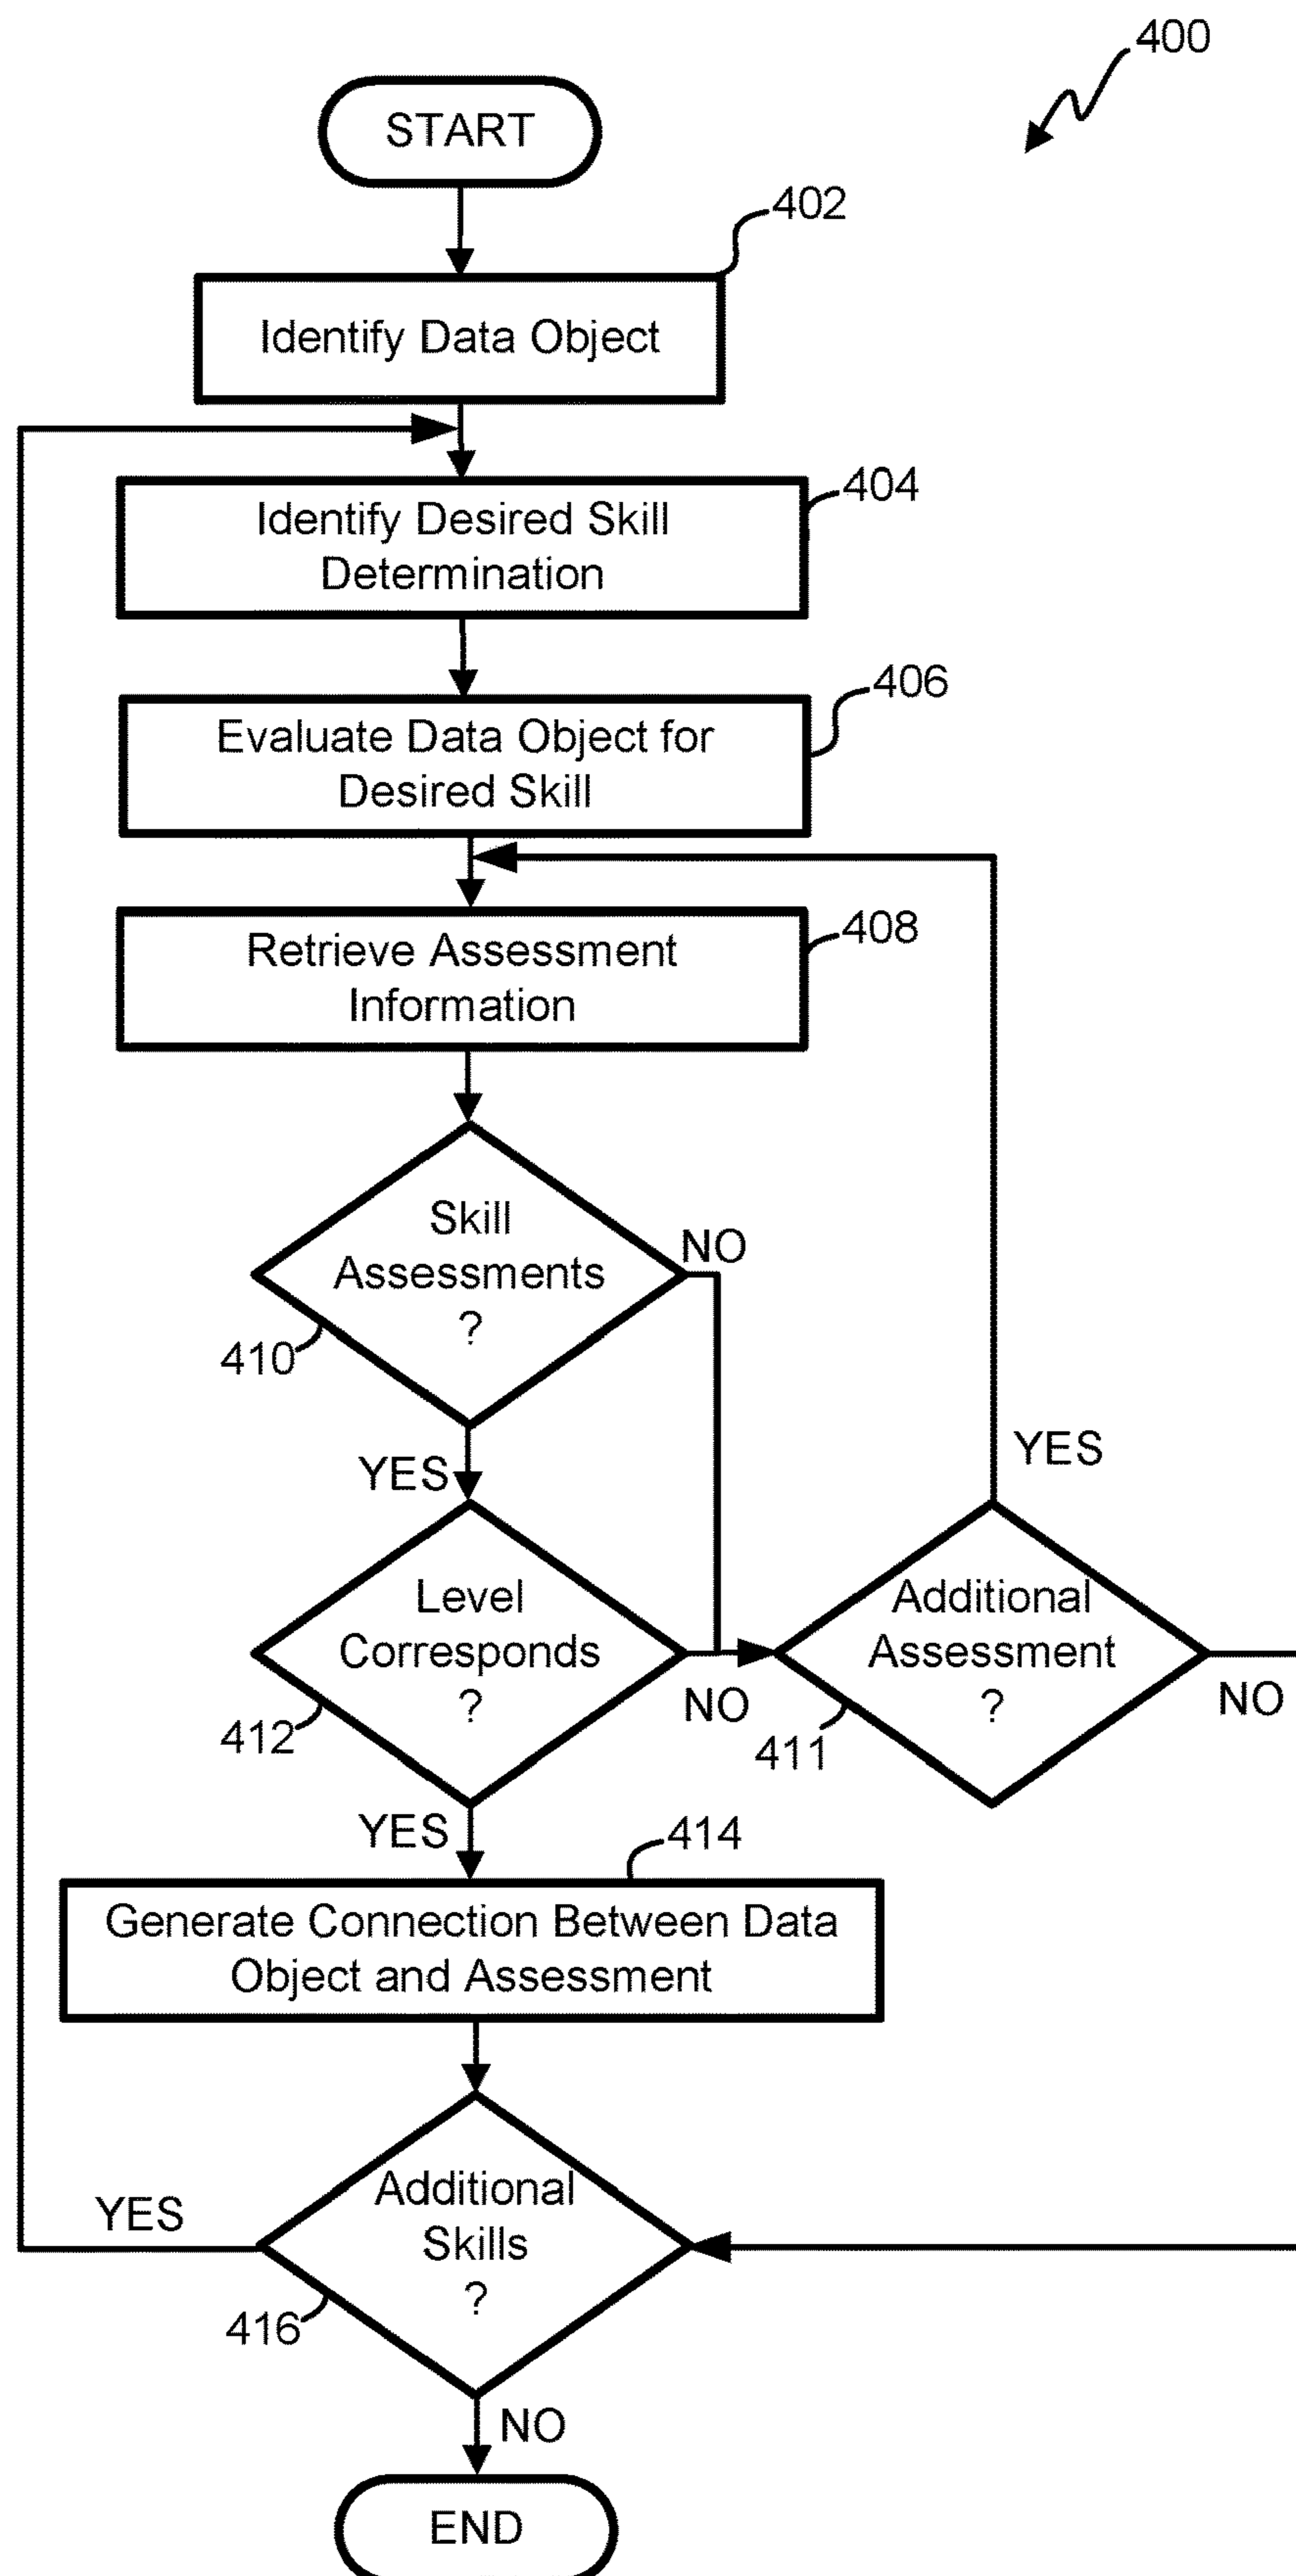 400
START
402
Identify Data Object
404
Identify Desired Skill
Determination
406
Evaluate Data Object for
Desired Skill
408
Retrieve Assessment
Information
Skill
Assessments
?
NO
410
YES
YES
Level
Corresponds
?
NO
412
Additional
Assessment
?
NO
411
YES
414
Generate Connection Between Data
Object and Assessment
Additional
Skills
?
YES
416
NO
END